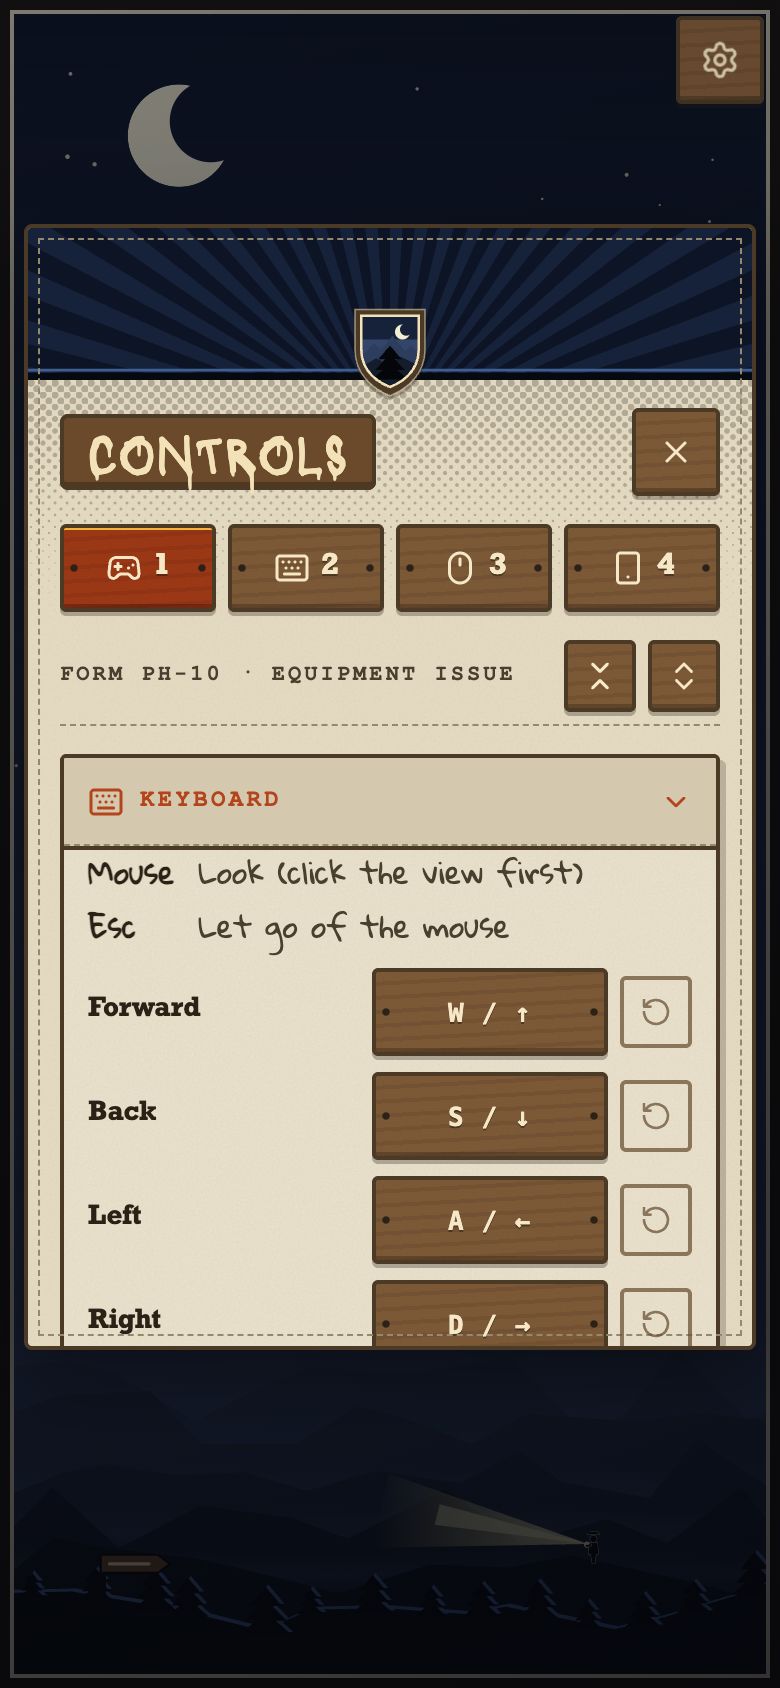 CONTROLS
1 2 3 4
FORM PH-10 · EQUIPMENT ISSUE
KEYBOARD
Mouse Look (click the view first)
Esc Let go of the mouse
Forward W / ↑
Back S / ↓
Left A / ←
Right D / →